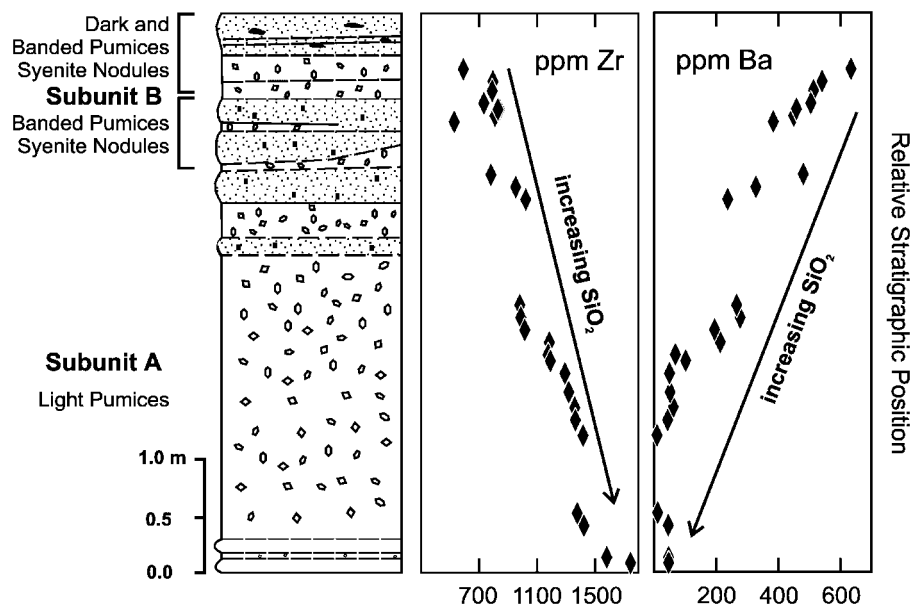 Dark and
Banded Pumices
Syenite Nodules
Subunit B
Banded Pumices
Syenite Nodules
Subunit A
Light Pumices
1.0 m
0.5
0.0
ppm Zr
increasing SiO₂
700 1100 1500
ppm Ba
increasing SiO₂
200 400 600
Relative Stratigraphic Position